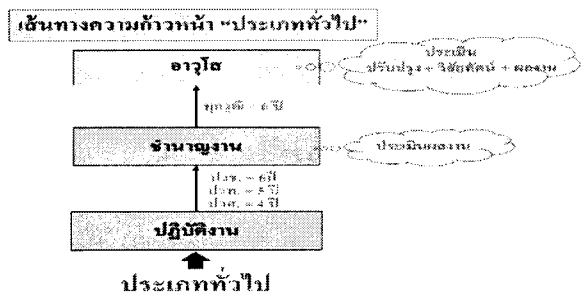 เส้นทางความก้าวหน้า “ประเภททั่วไป”
อาวุโส
ประเมิน
ปรับปรุง + วิสัยทัศน์ + ผลงาน
ทุกวุฒิ = 6 ปี
ชำนาญงาน
ประเมินผลงาน
ปวช. = 6 ปี
ปวท. = 5 ปี
ปวส. = 4 ปี
ปฏิบัติงาน
ประเภททั่วไป